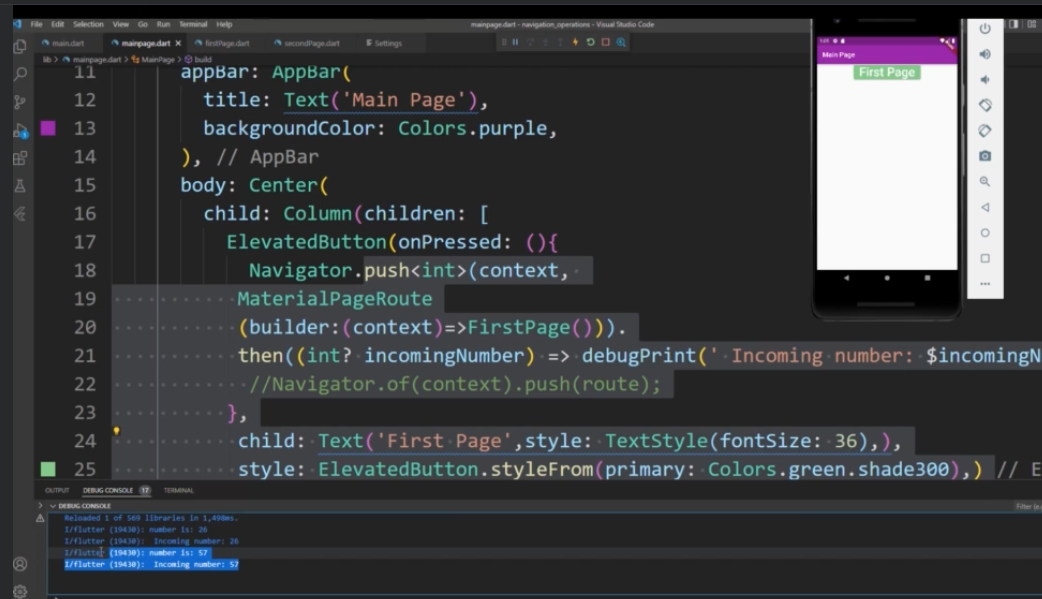 File Edit Selection View Go Run Terminal Help
mainpage.dart - navigation_operations - Visual Studio Code
main.dart mainpage.dart × firstPage.dart secondPage.dart Settings
lib > mainpage.dart > MainPage > build
11 appBar: AppBar(
12 title: Text('Main Page'),
13 backgroundColor: Colors.purple,
14 ), // AppBar
15 body: Center(
16 child: Column(children: [
17 ElevatedButton(onPressed: (){
18 Navigator.push<int>(context,
19 MaterialPageRoute
20 (builder:(context)=>FirstPage())).
21 then((int? incomingNumber) => debugPrint(' Incoming number: $incomingN
22 //Navigator.of(context).push(route);
23 },
24 child: Text('First Page',style: TextStyle(fontSize: 36),),
25 style: ElevatedButton.styleFrom(primary: Colors.green.shade300),) // E
Main Page
First Page
OUTPUT DEBUG CONSOLE 17 TERMINAL
DEBUG CONSOLE
Filter (e
Reloaded 1 of 569 libraries in 1,498ms.
I/flutter (19430): number is: 26
I/flutter (19430): Incoming number: 26
I/flutter (19430): number is: 57
I/flutter (19430): Incoming number: 57